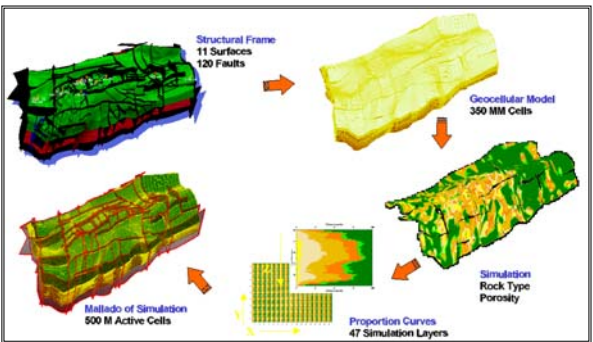 Structural Frame
11 Surfaces
120 Faults
Geocellular Model
350 MM Cells
Simulation
Rock Type
Porosity
Proportion Curves
47 Simulation Layers
Mallado of Simulation
500 M Active Cells
Z
Y
X